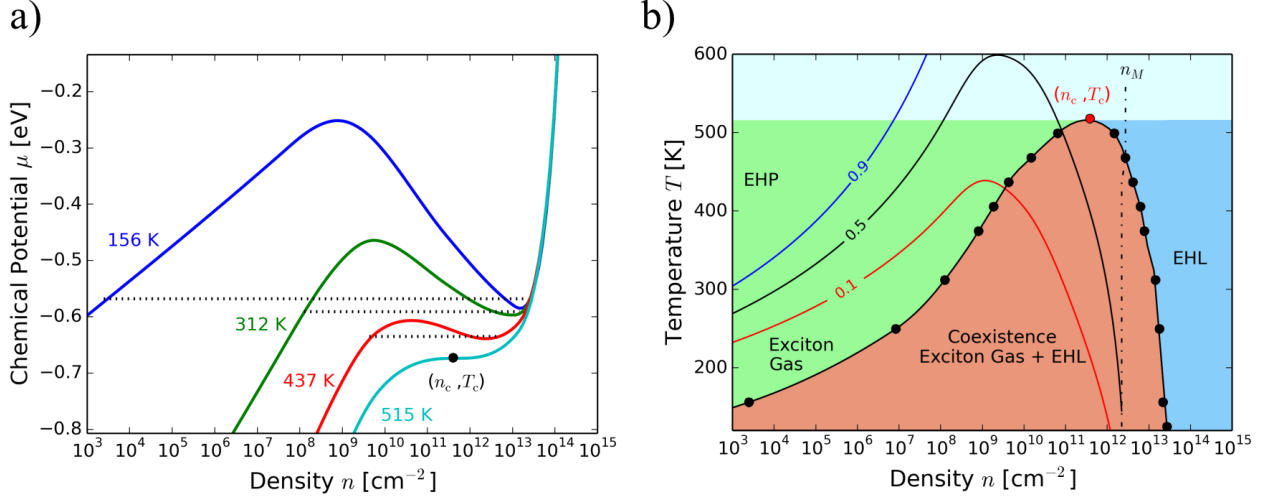 a)
Chemical Potential μ [eV]
−0.2
−0.3
−0.4
−0.5
−0.6
−0.7
−0.8
156 K
312 K
437 K
515 K
(n_c ,T_c)
10^3 10^4 10^5 10^6 10^7 10^8 10^9 10^10 10^11 10^12 10^13 10^14 10^15
Density n [cm^−2]
b)
Temperature T [K]
600
500
400
300
200
n_M
(n_c ,T_c)
0.9
0.5
0.1
EHP
EHL
Exciton
Gas
Coexistence
Exciton Gas + EHL
10^3 10^4 10^5 10^6 10^7 10^8 10^9 10^10 10^11 10^12 10^13 10^14 10^15
Density n [cm^−2]